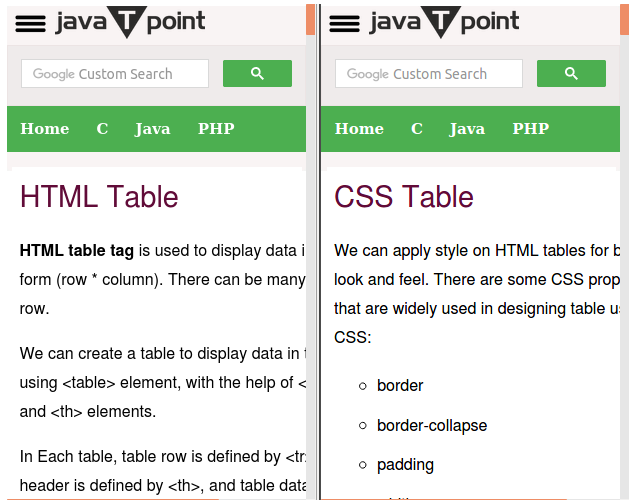 java T point
Google Custom Search
Home C Java PHP
HTML Table
HTML table tag is used to display data i
form (row * column). There can be many
row.
We can create a table to display data in t
using <table> element, with the help of <
and <th> elements.
In Each table, table row is defined by <tr
header is defined by <th>, and table data
java T point
Google Custom Search
Home C Java PHP
CSS Table
We can apply style on HTML tables for b
look and feel. There are some CSS prop
that are widely used in designing table u
CSS:
border
border-collapse
padding